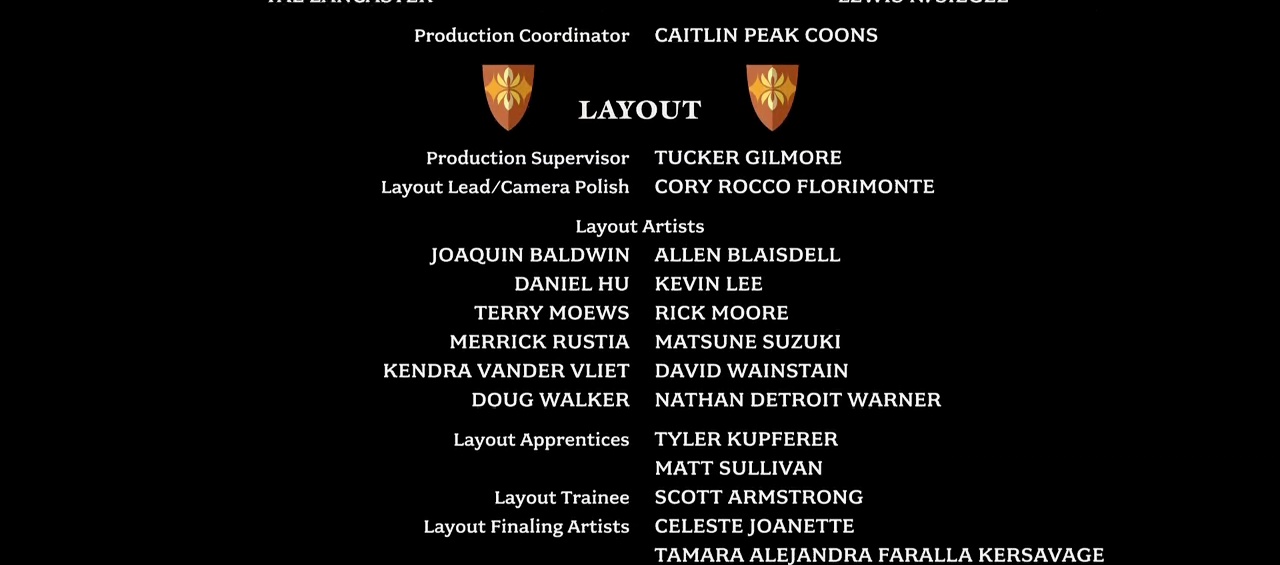 Production Coordinator CAITLIN PEAK COONS
LAYOUT
Production Supervisor TUCKER GILMORE
Layout Lead/Camera Polish CORY ROCCO FLORIMONTE
Layout Artists
JOAQUIN BALDWIN ALLEN BLAISDELL
DANIEL HU KEVIN LEE
TERRY MOEWS RICK MOORE
MERRICK RUSTIA MATSUNE SUZUKI
KENDRA VANDER VLIET DAVID WAINSTAIN
DOUG WALKER NATHAN DETROIT WARNER
Layout Apprentices TYLER KUPFERER
MATT SULLIVAN
Layout Trainee SCOTT ARMSTRONG
Layout Finaling Artists CELESTE JOANETTE
TAMARA ALEJANDRA FARALLA KERSAVAGE